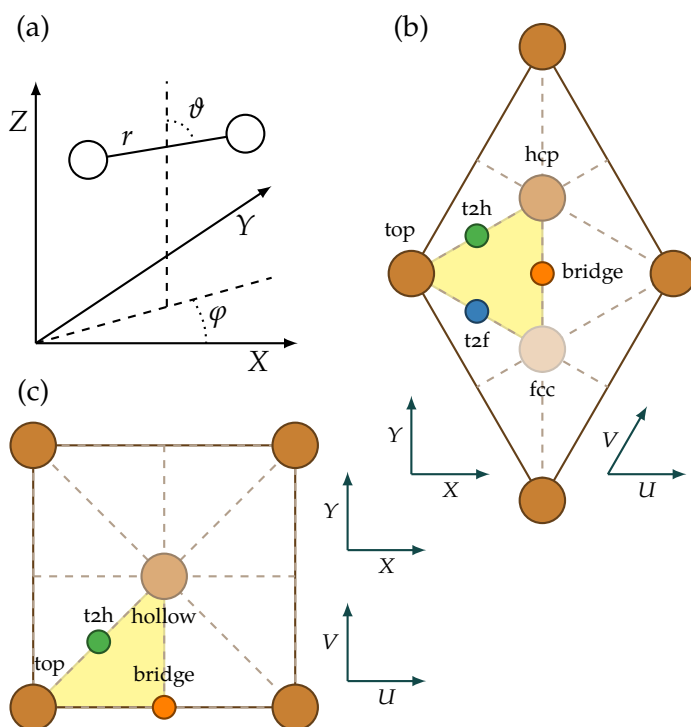 (a)
Z
r
ϑ
Y
φ
X
(b)
hcp
t2h
top
bridge
t2f
fcc
Y
X
V
U
(c)
Y
X
hollow
t2h
top
bridge
V
U